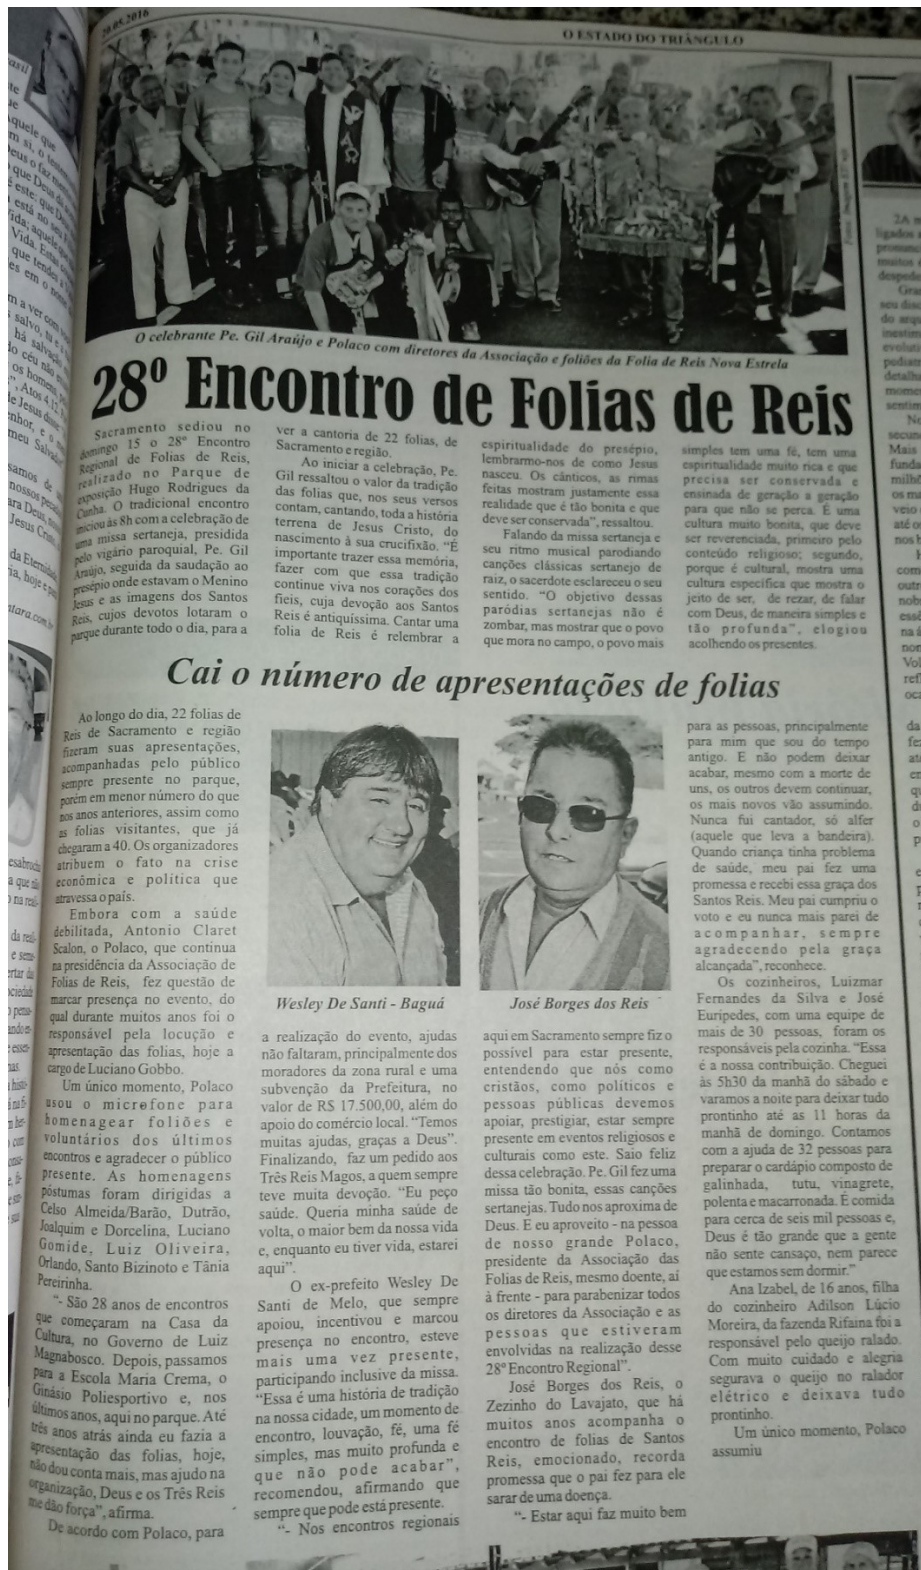 20.05.2016
O ESTADO DO TRIÂNGULO
O celebrante Pe. Gil Araújo e Polaco com diretores da Associação e foliões da Folia de Reis Nova Estrela
28º Encontro de Folias de Reis
Sacramento sediou no
domingo 15 o 28º Encontro
Regional de Folias de Reis,
realizado no Parque de
exposição Hugo Rodrigues da
Cunha. O tradicional encontro
iniciou às 8h com a celebração de
uma missa sertaneja, presidida
pelo vigário paroquial, Pe. Gil
Araújo, seguida da saudação ao
presépio onde estavam o Menino
Jesus e as imagens dos Santos
Reis, cujos devotos lotaram o
parque durante todo o dia, para a
ver a cantoria de 22 folias, de
Sacramento e região.
Ao iniciar a celebração, Pe.
Gil ressaltou o valor da tradição
das folias que, nos seus versos
contam, cantando, toda a história
terrena de Jesus Cristo, do
nascimento à sua crucifixão. “É
importante trazer essa memória,
fazer com que essa tradição
continue viva nos corações dos
fieis, cuja devoção aos Santos
Reis é antiquíssima. Cantar uma
folia de Reis é relembrar a
espiritualidade do presépio,
lembrarmo-nos de como Jesus
nasceu. Os cânticos, as rimas
feitas mostram justamente essa
realidade que é tão bonita e que
deve ser conservada”, ressaltou.
Falando da missa sertaneja e
seu ritmo musical parodiando
canções clássicas sertanejo de
raiz, o sacerdote esclareceu o seu
sentido. “O objetivo dessas
paródias sertanejas não é
zombar, mas mostrar que o povo
que mora no campo, o povo mais
simples tem uma fé, tem uma
espiritualidade muito rica e que
precisa ser conservada e
ensinada de geração a geração
para que não se perca. É uma
cultura muito bonita, que deve
ser reverenciada, primeiro pelo
conteúdo religioso; segundo,
porque é cultural, mostra uma
cultura específica que mostra o
jeito de ser, de rezar, de falar
com Deus, de maneira simples e
tão profunda”, elogiou
acolhendo os presentes.
Cai o número de apresentações de folias
Ao longo do dia, 22 folias de
Reis de Sacramento e região
fizeram suas apresentações,
acompanhadas pelo público
sempre presente no parque,
porém em menor número do que
nos anos anteriores, assim como
as folias visitantes, que já
chegaram a 40. Os organizadores
atribuem o fato na crise
econômica e política que
atravessa o país.
Embora com a saúde
debilitada, Antonio Claret
Scalon, o Polaco, que continua
na presidência da Associação de
Folias de Reis, fez questão de
marcar presença no evento, do
qual durante muitos anos foi o
responsável pela locução e
apresentação das folias, hoje a
cargo de Luciano Gobbo.
Um único momento, Polaco
usou o microfone para
homenagear foliões e
voluntários dos últimos
encontros e agradecer o público
presente. As homenagens
póstumas foram dirigidas a
Celso Almeida/Barão, Dutrão,
Joalquim e Dorcelina, Luciano
Gomide, Luiz Oliveira,
Orlando, Santo Bizinoto e Tânia
Pereirinha.
“- São 28 anos de encontros
que começaram na Casa da
Cultura, no Governo de Luiz
Magnabosco. Depois, passamos
para a Escola Maria Crema, o
Ginásio Poliesportivo e, nos
últimos anos, aqui no parque. Até
três anos atrás ainda eu fazia a
apresentação das folias, hoje,
não dou conta mais, mas ajudo na
organização, Deus e os Três Reis
me dão força”, afirma.
De acordo com Polaco, para
Wesley De Santi - Baguá
a realização do evento, ajudas
não faltaram, principalmente dos
moradores da zona rural e uma
subvenção da Prefeitura, no
valor de R$ 17.500,00, além do
apoio do comércio local. “Temos
muitas ajudas, graças a Deus”.
Finalizando, faz um pedido aos
Três Reis Magos, a quem sempre
teve muita devoção. “Eu peço
saúde. Queria minha saúde de
volta, o maior bem da nossa vida
e, enquanto eu tiver vida, estarei
aqui”.
O ex-prefeito Wesley De
Santi de Melo, que sempre
apoiou, incentivou e marcou
presença no encontro, esteve
mais uma vez presente,
participando inclusive da missa.
“Essa é uma história de tradição
na nossa cidade, um momento de
encontro, louvação, fé, uma fé
simples, mas muito profunda e
que não pode acabar”,
recomendou, afirmando que
sempre que pode está presente.
“- Nos encontros regionais
José Borges dos Reis
aqui em Sacramento sempre fiz o
possível para estar presente,
entendendo que nós como
cristãos, como políticos e
pessoas públicas devemos
apoiar, prestigiar, estar sempre
presente em eventos religiosos e
culturais como este. Saio feliz
dessa celebração. Pe. Gil fez uma
missa tão bonita, essas canções
sertanejas. Tudo nos aproxima de
Deus. E eu aproveito - na pessoa
de nosso grande Polaco,
presidente da Associação das
Folias de Reis, mesmo doente, aí
à frente - para parabenizar todos
os diretores da Associação e as
pessoas que estiveram
envolvidas na realização desse
28º Encontro Regional”.
José Borges dos Reis, o
Zezinho do Lavajato, que há
muitos anos acompanha o
encontro de folias de Santos
Reis, emocionado, recorda
promessa que o pai fez para ele
sarar de uma doença.
“- Estar aqui faz muito bem
para as pessoas, principalmente
para mim que sou do tempo
antigo. E não podem deixar
acabar, mesmo com a morte de
uns, os outros devem continuar,
os mais novos vão assumindo.
Nunca fui cantador, só alfer
(aquele que leva a bandeira).
Quando criança tinha problema
de saúde, meu pai fez uma
promessa e recebi essa graça dos
Santos Reis. Meu pai cumpriu o
voto e eu nunca mais parei de
acompanhar, sempre
agradecendo pela graça
alcançada”, reconhece.
Os cozinheiros, Luizmar
Fernandes da Silva e José
Eurípedes, com uma equipe de
mais de 30 pessoas, foram os
responsáveis pela cozinha. “Essa
é a nossa contribuição. Cheguei
às 5h30 da manhã do sábado e
varamos a noite para deixar tudo
prontinho até as 11 horas da
manhã de domingo. Contamos
com a ajuda de 32 pessoas para
preparar o cardápio composto de
galinhada, tutu, vinagrete,
polenta e macarronada. É comida
para cerca de seis mil pessoas e,
Deus é tão grande que a gente
não sente cansaço, nem parece
que estamos sem dormir.”
Ana Izabel, de 16 anos, filha
do cozinheiro Adilson Lúcio
Moreira, da fazenda Rifaina foi a
responsável pelo queijo ralado.
Com muito cuidado e alegria
segurava o queijo no ralador
elétrico e deixava tudo
prontinho.
Um único momento, Polaco
assumiu